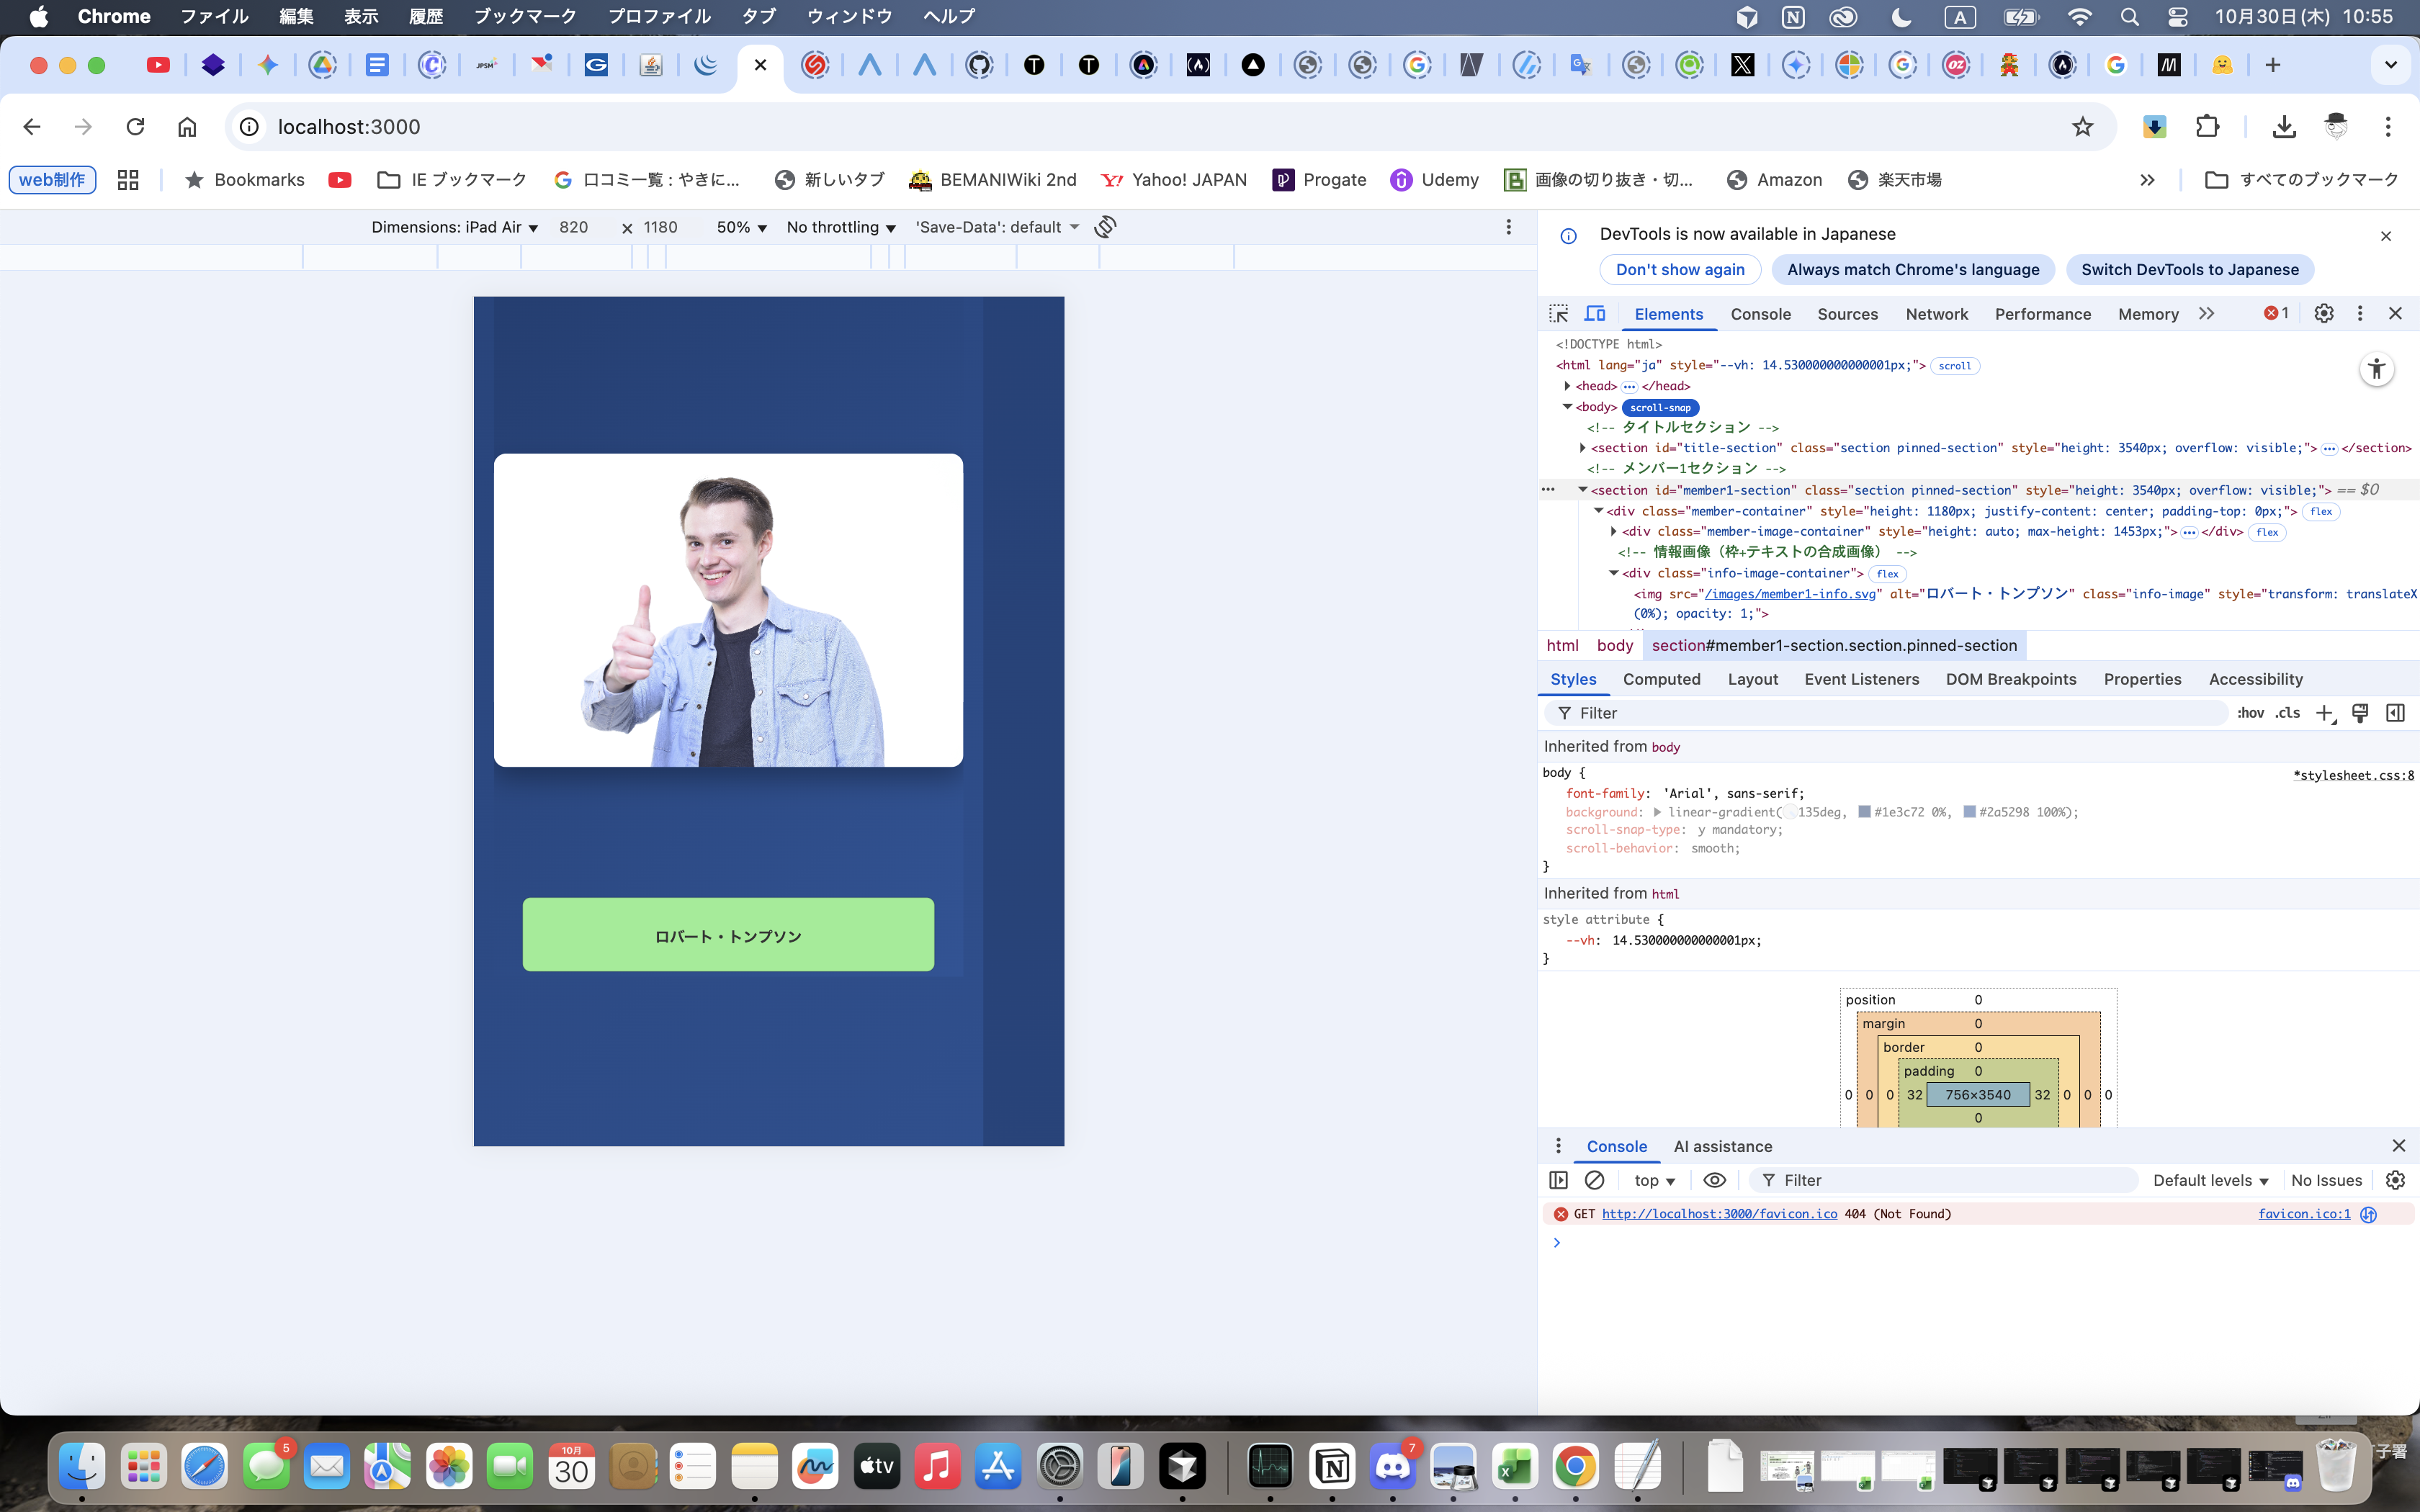 Chrome ファイル 編集 表示 履歴 ブックマーク プロファイル タブ ウィンドウ ヘルプ
A 10月30日(木) 10:55
localhost:3000
web制作 Bookmarks IE ブックマーク 口コミ一覧 : やきに... 新しいタブ BEMANIWiki 2nd Yahoo! JAPAN Progate Udemy 画像の切り抜き・切... Amazon 楽天市場 すべてのブックマーク
Dimensions: iPad Air 820 × 1180 50% No throttling 'Save-Data': default
ロバート・トンプソン
DevTools is now available in Japanese
Don't show again Always match Chrome's language Switch DevTools to Japanese
Elements Console Sources Network Performance Memory 1
<!DOCTYPE html>
<html lang="ja" style="--vh: 14.530000000000001px;"> scroll
<head> </head>
<body> scroll-snap
<!-- タイトルセクション -->
<section id="title-section" class="section pinned-section" style="height: 3540px; overflow: visible;"> </section>
<!-- メンバー1セクション -->
<section id="member1-section" class="section pinned-section" style="height: 3540px; overflow: visible;"> == $0
<div class="member-container" style="height: 1180px; justify-content: center; padding-top: 0px;"> flex
<div class="member-image-container" style="height: auto; max-height: 1453px;"> </div> flex
<!-- 情報画像（枠+テキストの合成画像） -->
<div class="info-image-container"> flex
<img src="/images/member1-info.svg" alt="ロバート・トンプソン" class="info-image" style="transform: translateX
(0%); opacity: 1;">
html body section#member1-section.section.pinned-section
Styles Computed Layout Event Listeners DOM Breakpoints Properties Accessibility
Filter :hov .cls
Inherited from body
body { *stylesheet.css:8
font-family: 'Arial', sans-serif;
background: linear-gradient(135deg, #1e3c72 0%, #2a5298 100%);
scroll-snap-type: y mandatory;
scroll-behavior: smooth;
}
Inherited from html
style attribute {
--vh: 14.530000000000001px;
}
position 0
margin 0
border 0
padding 0
0 0 0 32 756×3540 32 0 0 0
0
Console AI assistance
top Filter Default levels No Issues
GET http://localhost:3000/favicon.ico 404 (Not Found) favicon.ico:1
5
10月
30
tv
7
子署